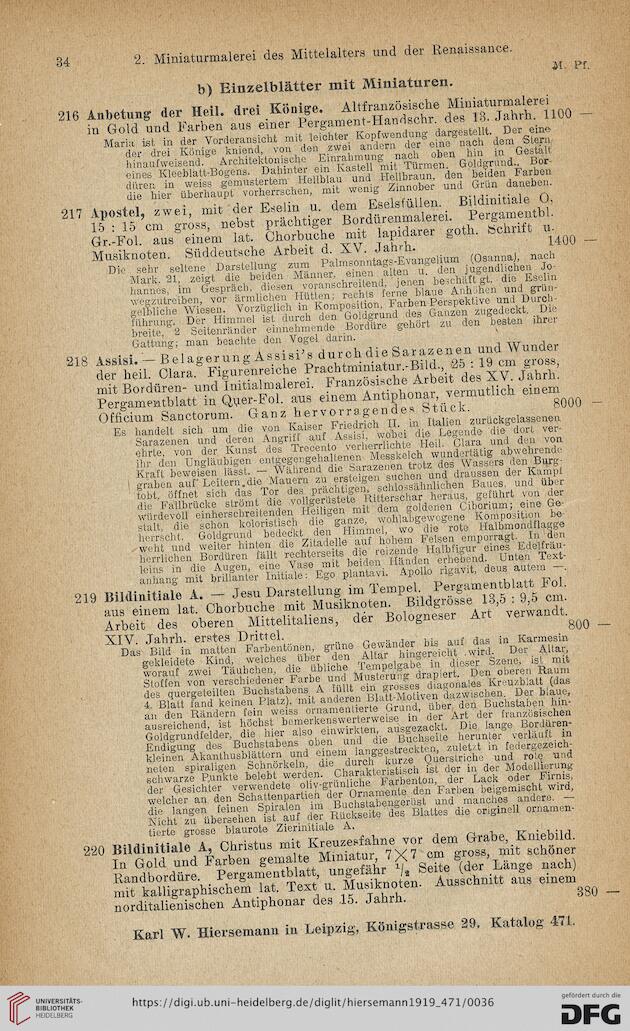 34
2. Miniaturmalerei des Mittelalters und der Renaissance.
M. Pf.
b) Einzelblätter mit Miniaturen.
216 Anbetung der Heil. drei Könige. Altfranzösische Miniaturmalerei
in Gold und Farben aus einer Pergament-Handschr. des 13. Jahrh. 1100 —
Maria ist in der Vorderansicht mit leichter Kopfwendung dargestellt. Der eine
der drei Könige kniend, von den zwei andern der eine nach dem Stern
hinaufweisend. Architektonische Einrahmung nach oben hin in Gestalt
eines Kleeblatt-Bogens. Dahinter ein Kastell mit Türmen. Goldgrund. Bor-
düren in weiss gemustertem Hellblau und Hellbraun, den beiden Farben
die hier überhaupt vorherrschen, mit wenig Zinnober und Grün daneben.
217 Apostel, zwei, mit der Eselin u. dem Eselsfüllen. Bildinitiale O,
15 : 15 cm gross, nebst prächtiger Bordürenmalerei. Pergamentbl.
Gr.-Fol. aus einem lat. Chorbuche mit lapidarer goth. Schrift u.
Musiknoten. Süddeutsche Arbeit d. XV. Jahrh. 1400 —
Die sehr seltene Darstellung zum Palmsonntags-Evangelium (Osanna), nach
Mark. 21, zeigt die beiden Männer, einen alten u. den jugendlichen Jo-
hannes, im Gespräch, diesen voranschreitend, jenen beschäftgt, die Eselin
wegzutreiben, vor ärmlichen Hütten; rechts ferne blaue Anhöhen und grün-
gelbliche Wiesen. Vorzüglich in Komposition, Farben-Perspektive und Durch-
führung. Der Himmel ist durch den Goldgrund des Ganzen zugedeckt. Die
breite, 2 Seitenränder einnehmende Bordüre gehört zu den besten ihrer
Gattung; man beachte den Vogel darin.
218 Assisi. — Belagerung Assisi's durch die Sarazenen und Wunder
der heil. Clara. Figurenreiche Prachtminiatur.-Bild., 25 : 19 cm gross,
mit Bordüren- und Initialmalerei. Französische Arbeit des XV. Jahrh.
Pergamentblatt in Quer-Fol. aus einem Antiphonar, vermutlich einem
Officium Sanctorum. Ganz hervorragendes Stück. 8000 —
Es handelt sich um die von Kaiser Friedrich II. in Italien zurückgelassenen
Sarazenen und deren Angriff auf Assisi, wobei die Legende die dort ver-
ehrte, von der Kunst des Trecento verherrlichte Heil. Clara und den von
ihr den Ungläubigen entgegengehaltenen Messkelch wundertätig abwehrende
Kraft beweisen lässt. — Während die Sarazenen trotz des Wassers den Burg-
graben auf Leitern die Mauern zu ersteigen suchen und draussen der Kampf
tobt, öffnet sich das Tor des prächtigen, schlossähnlichen Baues, und über
die Fallbrücke strömt die vollgerüstete Ritterschar heraus, geführt von der
würdevoll einherschreitenden Heiligen mit dem goldenen Ciborium; eine Ge-
stalt, die schon koloristisch die ganze, wohlabgewogene Komposition be-
herrscht. Goldgrund bedeckt den Himmel, wo die rote Halbmondflagge
weht und weiter hinten die Zitadelle auf hohem Felsen emporragt. In den
herrlichen Bordüren fällt rechterseits die reizende Halbfigur eines Edelfräu-
leins in die Augen, eine Vase mit beiden Händen erhebend. Unten Text-
anhang mit brillanter Initiale: Ego plantavi. Apollo rigavit, deus autem —.
219 Bildinitiale A. — Jesu Darstellung im Tempel. Pergamentblatt Fol.
aus einem lat. Chorbuche mit Musiknoten. Bildgrösse 13,5 : 9,5 cm.
Arbeit des oberen Mittelitaliens, der Bologneser Art verwandt.
XIV. Jahrh. erstes Drittel. 800 —
Das Bild in matten Farbentönen, grüne Gewänder bis auf das in Karmesin
gekleidete Kind, welches über den Altar hingereicht wird. Der Altar,
worauf zwei Täubchen, die übliche Tempelgabe in dieser Szene, ist mit
Stoffen von verschiedener Farbe und Musterung drapiert. Den oberen Raum
des quergeteilten Buchstabens A füllt ein grosses diagonales Kreuzblatt (das
4. Blatt fand keinen Platz), mit anderen Blatt-Motiven dazwischen. Der blaue,
an den Rändern fein weiss ornamentierte Grund, über den Buchstaben hin-
ausreichend, ist höchst bemerkenswerterweise in der Art der französischen
Goldgrundfelder, die hier also einwirkten, ausgezackt. Die lange Bordüren-
Endigung des Buchstabens oben und die Buchseite herunter verläuft in
kleinen Akanthusblättern und einem langgestreckten, zuletzt in federgezeich-
neten spiraligen Schnörkeln, die durch kurze Querstriche und rote und
schwarze Punkte belebt werden. Charakteristisch ist der in der Modellierung
der Gesichter verwendete oliv-grünliche Farbenton, der Lack oder Firnis,
welcher an den Schattenpartien der Ornamente den Farben beigemischt wird,
die langen feinen Spiralen im Buchstabengerüst und manches andere. —
Nicht zu übersehen ist auf der Rückseite des Blattes die originell ornamen-
tierte grosse blaurote Zierinitiale A.
220 Bildinitiale A, Christus mit Kreuzesfahne vor dem Grabe, Kniebild.
In Gold und Farben gemalte Miniatur, 7×7 cm gross, mit schöner
Randbordüre. Pergamentblatt, ungefähr 1/2 Seite (der Länge nach)
mit kalligraphischem lat. Text u. Musiknoten. Ausschnitt aus einem
norditalienischen Antiphonar des 15. Jahrh. 380 —
Karl W. Hiersemann in Leipzig, Königstrasse 29. Katalog 471.
UNIVERSITÄTS-
BIBLIOTHEK
HEIDELBERG
https://digi.ub.uni-heidelberg.de/diglit/hiersemann1919_471/0036
gefördert durch die
DFG